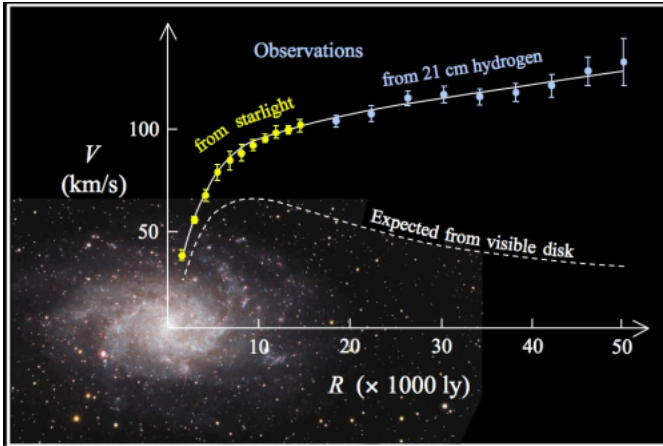 Observations
from 21 cm hydrogen
from starlight
100
V
(km/s)
50
Expected from visible disk
10
20
30
40
50
R (× 1000 ly)